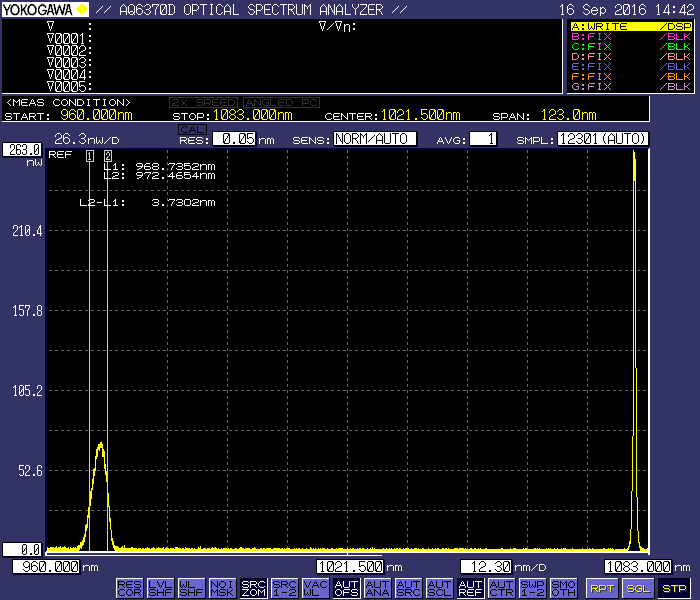 YOKOGAWA // AQ6370D OPTICAL SPECTRUM ANALYZER // 16 Sep 2016 14:42
∇ : ∇/∇n:
∇0001:
∇0002:
∇0003:
∇0004:
∇0005:
A:WRITE /DSP
B:FIX /BLK
C:FIX /BLK
D:FIX /BLK
E:FIX /BLK
F:FIX /BLK
G:FIX /BLK
<MEAS CONDITION> 2x SPEED ANGLED PC
START: 960.000nm STOP:1083.000nm CENTER:1021.500nm SPAN: 123.0nm
CAL
26.3nW/D RES: 0.05 nm SENS: NORM/AUTO AVG: 1 SMPL: 12301(AUTO)
263.0 REF 1 2
nW
L1: 968.7352nm
L2: 972.4654nm
L2-L1: 3.7302nm
210.4
157.8
105.2
52.6
0.0
960.000 nm 1021.500 nm 12.30 nm/D 1083.000 nm
RES COR LVL SHF WL SHF NOI MSK SRC ZOM SRC 1-2 VAC WL AUT OFS AUT ANA AUT SRC AUT SCL AUT REF AUT CTR SWP 1-2 SMO OTH RPT SGL STP